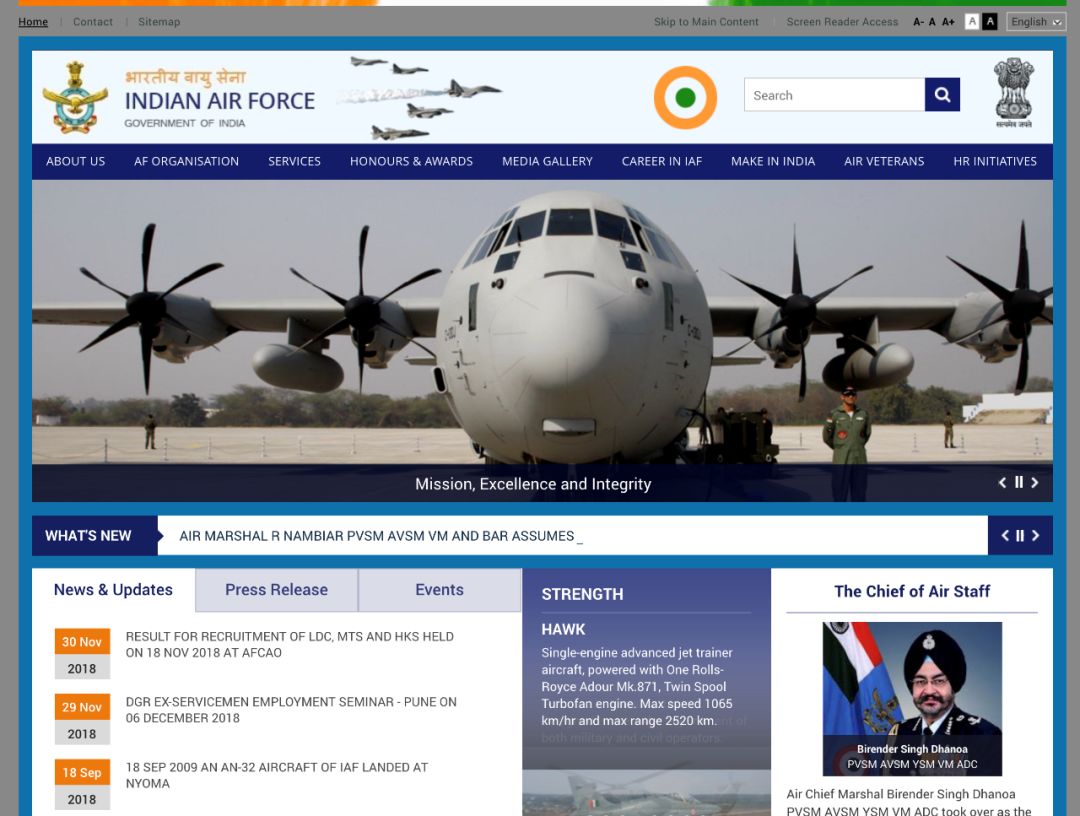 Home | Contact | Sitemap
Skip to Main Content | Screen Reader Access A- A A+ A A English
भारतीय वायु सेना
INDIAN AIR FORCE
GOVERNMENT OF INDIA
Search
सत्यमेव जयते
ABOUT US AF ORGANISATION SERVICES HONOURS & AWARDS MEDIA GALLERY CAREER IN IAF MAKE IN INDIA AIR VETERANS HR INITIATIVES
Mission, Excellence and Integrity
WHAT'S NEW
AIR MARSHAL R NAMBIAR PVSM AVSM VM AND BAR ASSUMES _
News & Updates Press Release Events
30 Nov
2018
RESULT FOR RECRUITMENT OF LDC, MTS AND HKS HELD
ON 18 NOV 2018 AT AFCAO
29 Nov
2018
DGR EX-SERVICEMEN EMPLOYMENT SEMINAR - PUNE ON
06 DECEMBER 2018
18 Sep
2018
18 SEP 2009 AN AN-32 AIRCRAFT OF IAF LANDED AT
NYOMA
STRENGTH
HAWK
Single-engine advanced jet trainer
aircraft, powered with One Rolls-
Royce Adour Mk.871, Twin Spool
Turbofan engine. Max speed 1065
km/hr and max range 2520 km.
both military and civil operators.
The Chief of Air Staff
Birender Singh Dhanoa
PVSM AVSM YSM VM ADC
Air Chief Marshal Birender Singh Dhanoa
PVSM AVSM YSM VM ADC took over as the